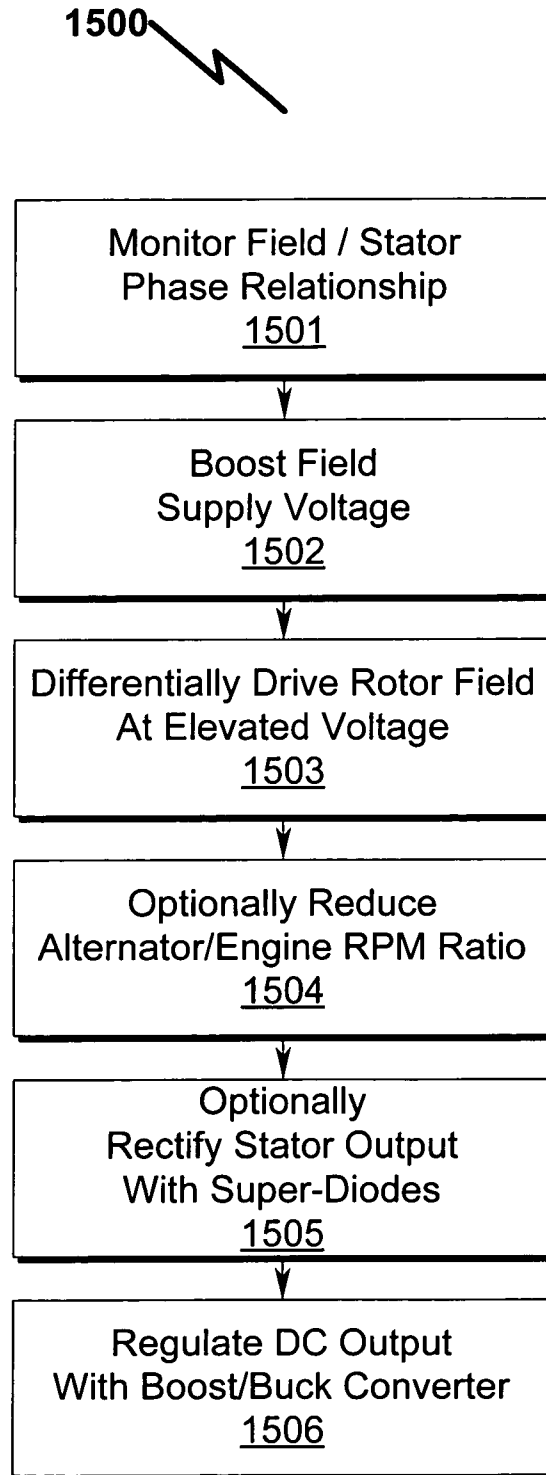 1500
Monitor Field / Stator
Phase Relationship
1501
Boost Field
Supply Voltage
1502
Differentially Drive Rotor Field
At Elevated Voltage
1503
Optionally Reduce
Alternator/Engine RPM Ratio
1504
Optionally
Rectify Stator Output
With Super-Diodes
1505
Regulate DC Output
With Boost/Buck Converter
1506